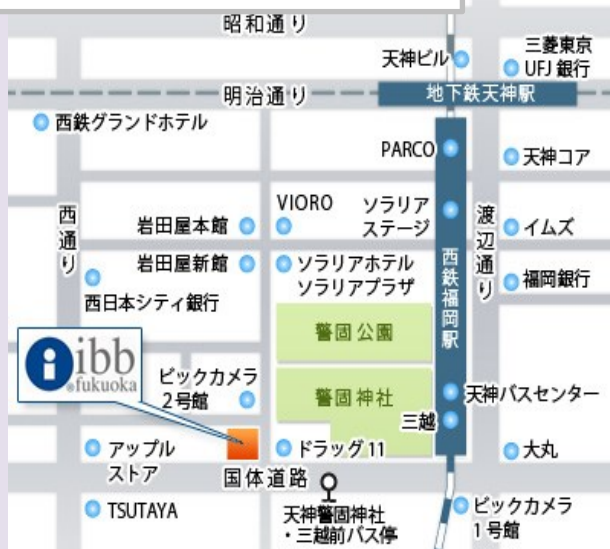 昭和通り
天神ビル
三菱東京
UFJ 銀行
明治通り
地下鉄天神駅
西鉄グランドホテル
PARCO
天神コア
西通り
VIORO
ソラリア
ステージ
渡辺通り
岩田屋本館
イムズ
岩田屋新館
ソラリアホテル
ソラリアプラザ
西鉄福岡駅
福岡銀行
西日本シティ銀行
警固公園
ibb
fukuoka
ビックカメラ
2号館
警固神社
天神バスセンター
三越
アップル
ストア
ドラッグ11
大丸
国体道路
TSUTAYA
天神警固神社
・三越前バス停
ビックカメラ
1号館